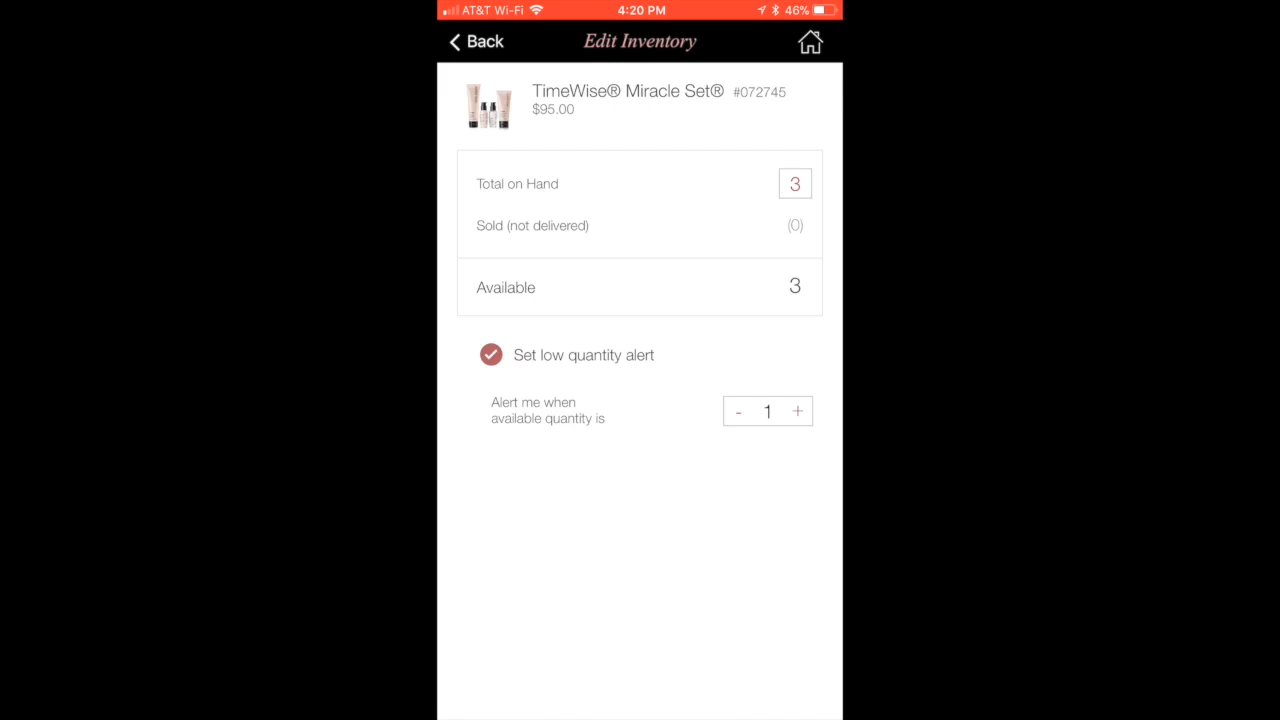 AT&T Wi-Fi 4:20 PM 46%
Back Edit Inventory
TimeWise® Miracle Set® #072745
$95.00
Total on Hand 3
Sold (not delivered) (0)
Available 3
Set low quantity alert
Alert me when
available quantity is - 1 +